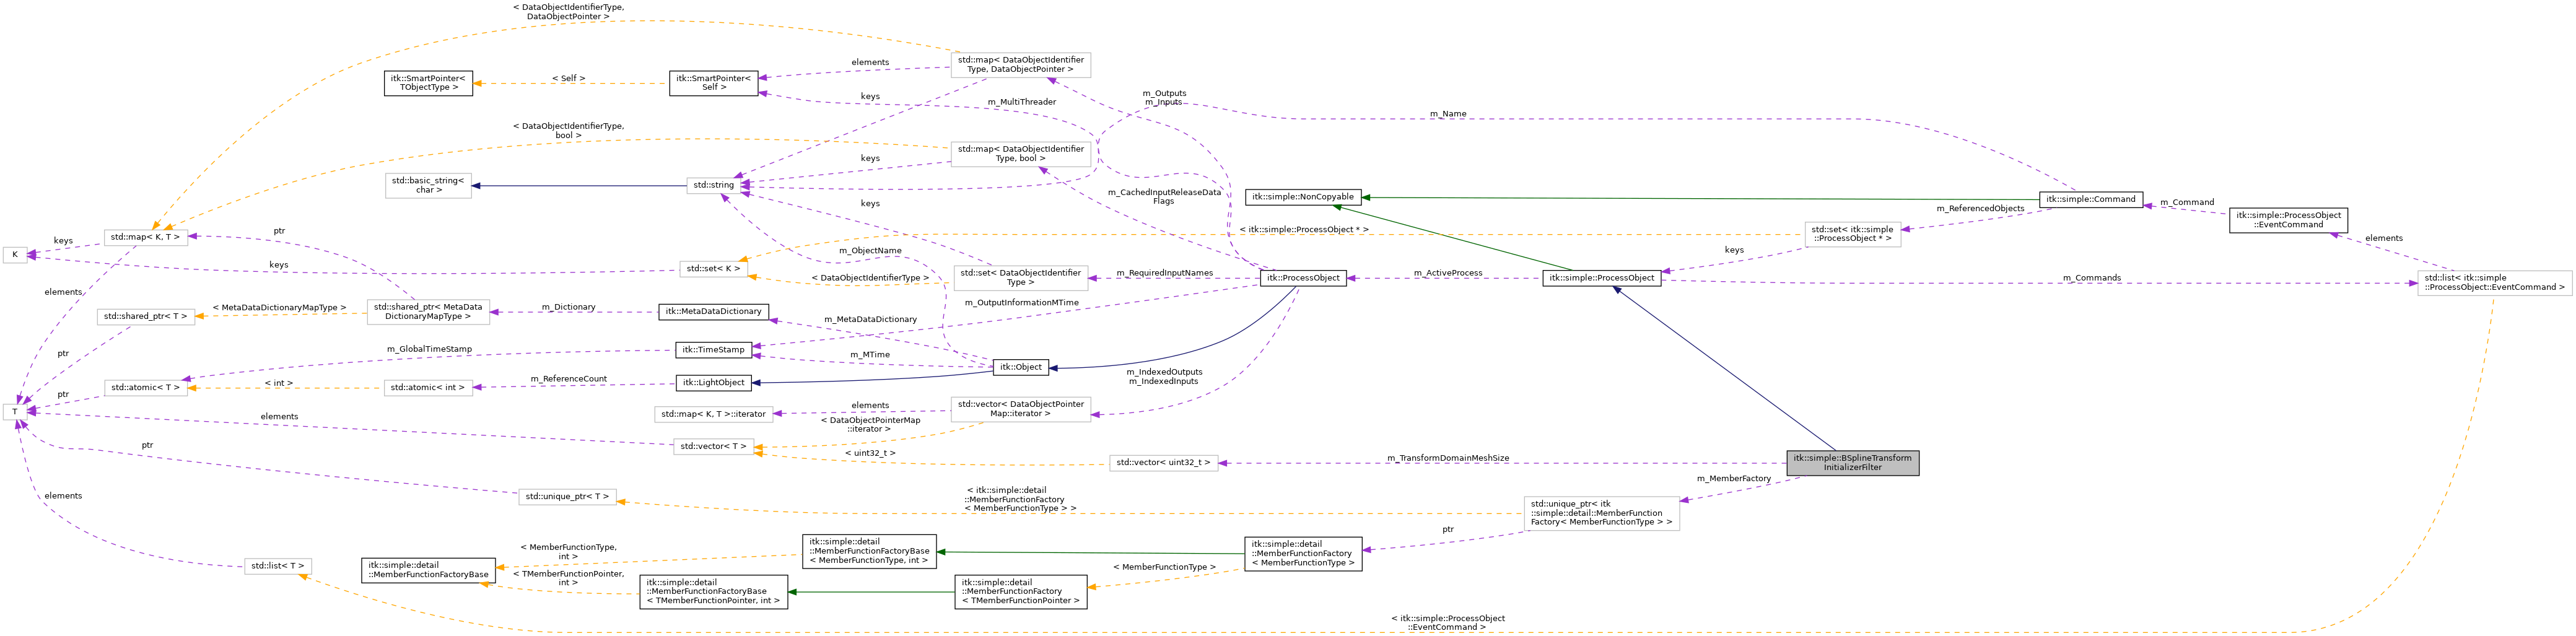 < DataObjectIdentifierType,
DataObjectPointer >
std::map< DataObjectIdentifier
Type, DataObjectPointer >
elements
itk::SmartPointer<
TObjectType >
< Self >
itk::SmartPointer<
Self >
keys
m_MultiThreader
m_Outputs
m_Inputs
m_Name
< DataObjectIdentifierType,
bool >
std::map< DataObjectIdentifier
Type, bool >
keys
std::basic_string<
char >
std::string
m_CachedInputReleaseData
Flags
itk::simple::NonCopyable
itk::simple::Command
m_Command
m_ReferencedObjects
itk::simple::ProcessObject
::EventCommand
keys
std::map< K, T >
ptr
< itk::simple::ProcessObject * >
std::set< itk::simple
::ProcessObject * >
elements
keys
K
keys
m_ObjectName
keys
std::set< K >
< DataObjectIdentifierType >
std::set< DataObjectIdentifier
Type >
m_RequiredInputNames
itk::ProcessObject
m_ActiveProcess
itk::simple::ProcessObject
m_Commands
std::list< itk::simple
::ProcessObject::EventCommand >
elements
m_OutputInformationMTime
std::shared_ptr< T >
< MetaDataDictionaryMapType >
std::shared_ptr< MetaData
DictionaryMapType >
m_Dictionary
itk::MetaDataDictionary
m_MetaDataDictionary
ptr
m_GlobalTimeStamp
itk::TimeStamp
m_MTime
itk::Object
std::atomic< T >
< int >
std::atomic< int >
m_ReferenceCount
itk::LightObject
m_IndexedOutputs
m_IndexedInputs
ptr
T
elements
std::map< K, T >::iterator
elements
std::vector< DataObjectPointer
Map::iterator >
< DataObjectPointerMap
::iterator >
ptr
std::vector< T >
< uint32_t >
std::vector< uint32_t >
m_TransformDomainMeshSize
itk::simple::BSplineTransform
InitializerFilter
m_MemberFactory
elements
std::unique_ptr< T >
< itk::simple::detail
::MemberFunctionFactory
< MemberFunctionType > >
std::unique_ptr< itk
::simple::detail::MemberFunction
Factory< MemberFunctionType > >
ptr
std::list< T >
itk::simple::detail
::MemberFunctionFactoryBase
< MemberFunctionType,
int >
itk::simple::detail
::MemberFunctionFactoryBase
< MemberFunctionType, int >
itk::simple::detail
::MemberFunctionFactory
< MemberFunctionType >
< TMemberFunctionPointer,
int >
itk::simple::detail
::MemberFunctionFactoryBase
< TMemberFunctionPointer, int >
itk::simple::detail
::MemberFunctionFactory
< TMemberFunctionPointer >
< MemberFunctionType >
< itk::simple::ProcessObject
::EventCommand >